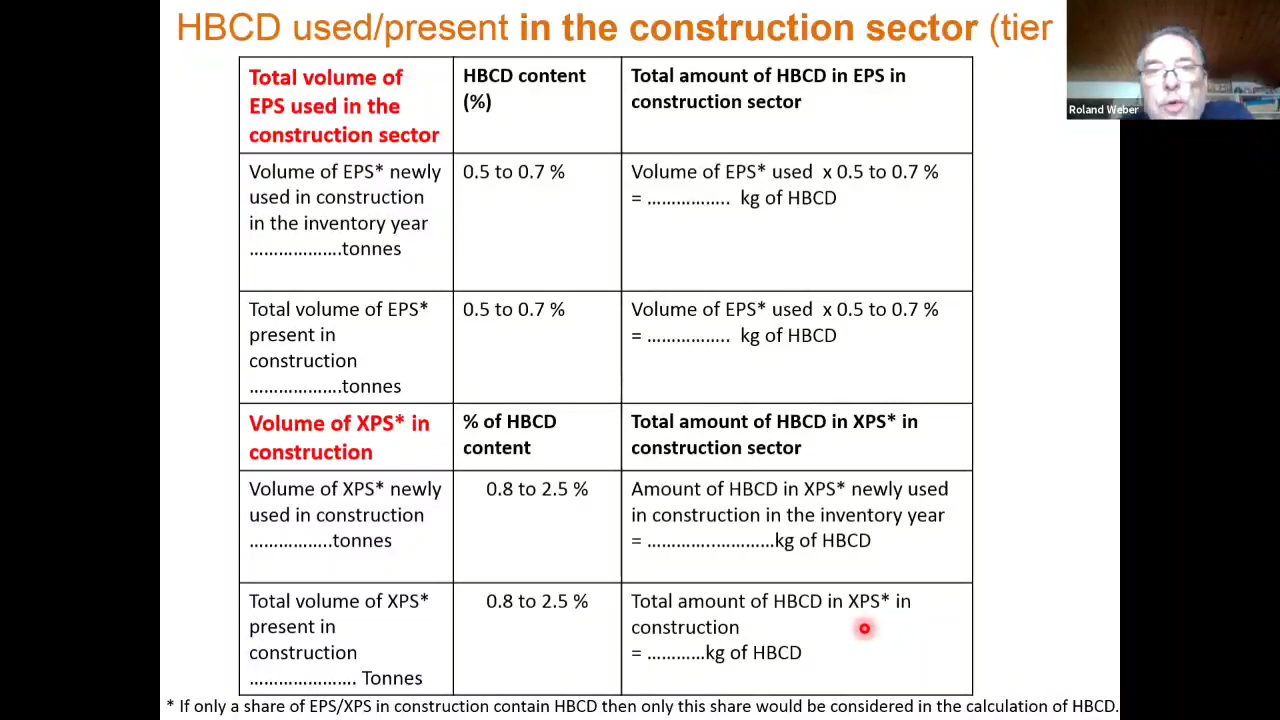 HBCD used/present in the construction sector (tier
Roland Weber
Total volume of
EPS used in the
construction sector
HBCD content
(%)
Total amount of HBCD in EPS in
construction sector
Volume of EPS* newly
used in construction
in the inventory year
……………….tonnes
0.5 to 0.7 %
Volume of EPS* used  x 0.5 to 0.7 %
= ……………..  kg of HBCD
Total volume of EPS*
present in
construction
……………….tonnes
0.5 to 0.7 %
Volume of EPS* used  x 0.5 to 0.7 %
= ……………..  kg of HBCD
Volume of XPS* in
construction
% of HBCD
content
Total amount of HBCD in XPS* in
construction sector
Volume of XPS* newly
used in construction
……………..tonnes
0.8 to 2.5 %
Amount of HBCD in XPS* newly used
in construction in the inventory year
= …………..…………kg of HBCD
Total volume of XPS*
present in
construction
…………………. Tonnes
0.8 to 2.5 %
Total amount of HBCD in XPS* in
construction
= …………kg of HBCD
* If only a share of EPS/XPS in construction contain HBCD then only this share would be considered in the calculation of HBCD.